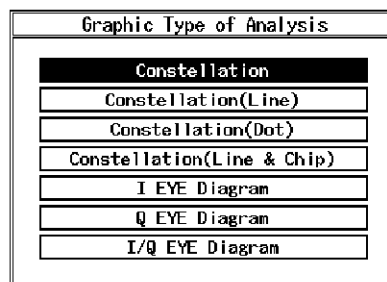 Graphic Type of Analysis
Constellation
Constellation(Line)
Constellation(Dot)
Constellation(Line & Chip)
I EYE Diagram
Q EYE Diagram
I/Q EYE Diagram